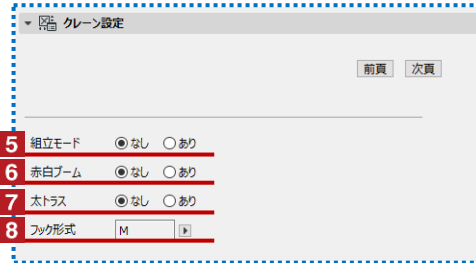 クレーン設定
前頁 次頁
5 組立モード なし あり
6 赤白ブーム なし あり
7 太トラス なし あり
8 フック形式 M